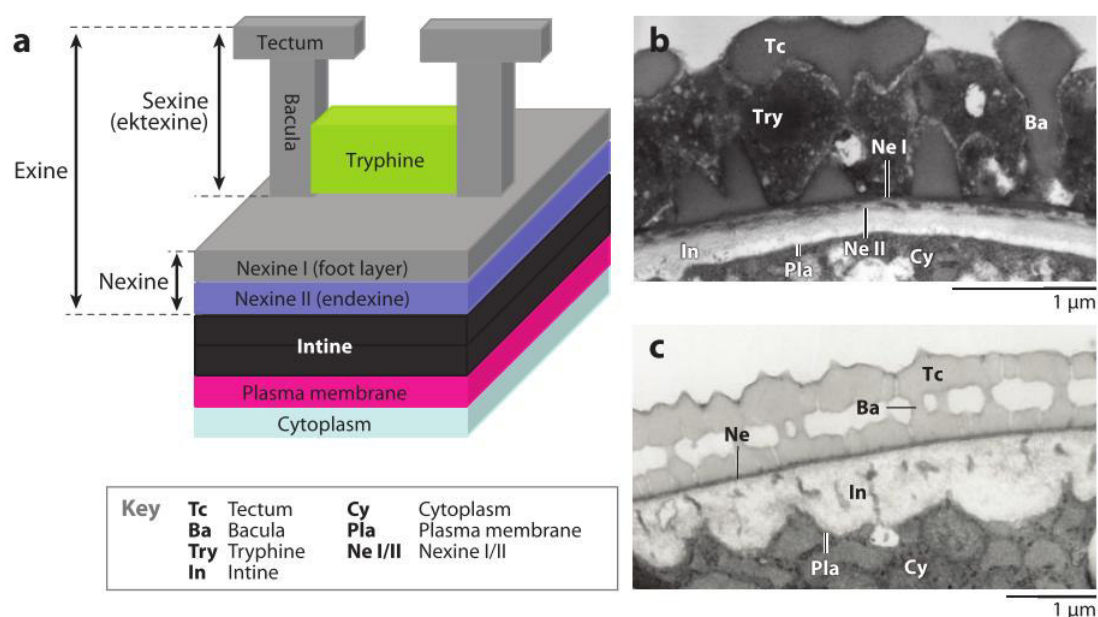 a
Tectum
Sexine
(ektexine)
Bacula
Tryphine
Exine
Nexine
Nexine I (foot layer)
Nexine II (endexine)
Intine
Plasma membrane
Cytoplasm
Key
Tc Tectum
Ba Bacula
Try Tryphine
In Intine
Cy Cytoplasm
Pla Plasma membrane
Ne I/II Nexine I/II
b
Tc
Try
Ba
Ne I
In
Pla
Ne II
Cy
1 µm
c
Tc
Ba
Ne
In
Pla
Cy
1 µm